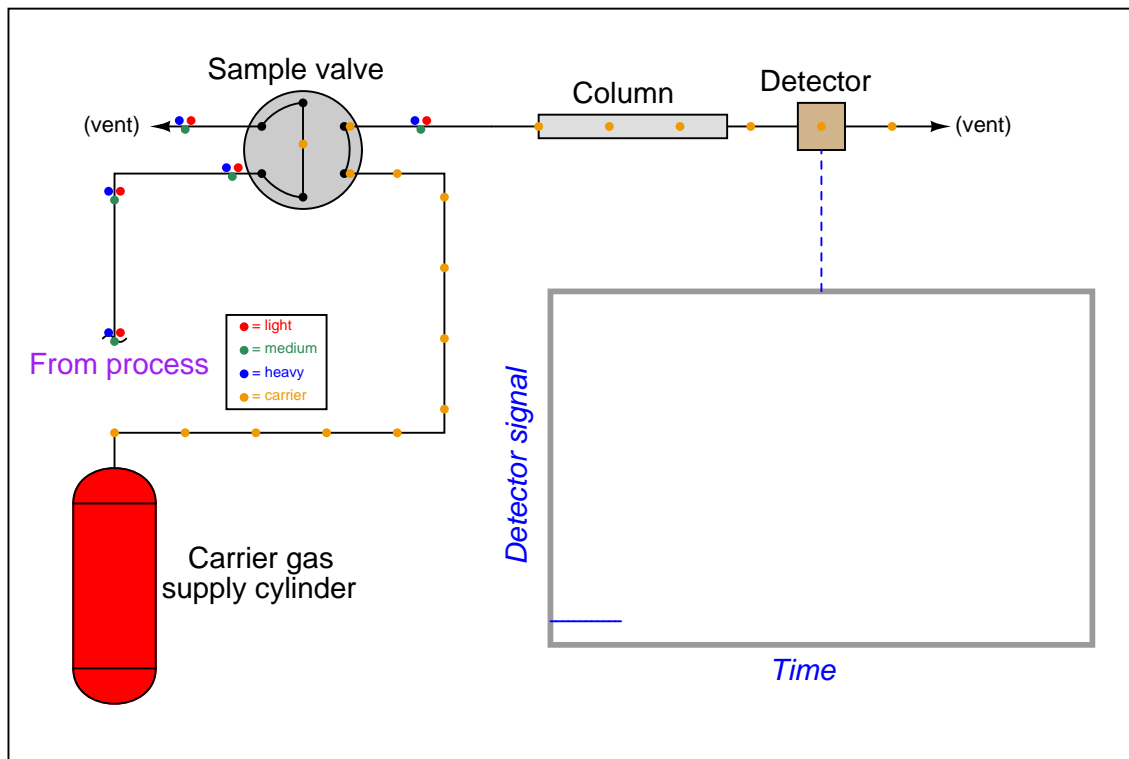 Sample valve
Column
Detector
(vent)
(vent)
= light
= medium
= heavy
= carrier
From process
Detector signal
Carrier gas
supply cylinder
Time